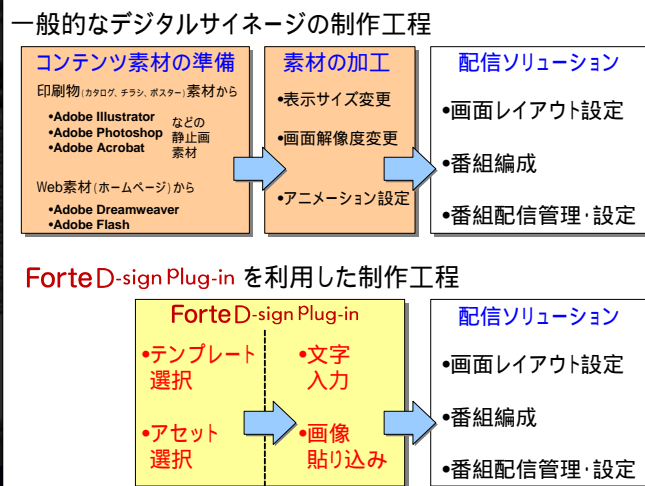 一般的なデジタルサイネージの制作工程
コンテンツ素材の準備
印刷物(カタログ、チラシ、ポスター)素材から
•Adobe Illustrator
•Adobe Photoshop
•Adobe Acrobat
などの
静止画
素材
Web素材(ホームページ)から
•Adobe Dreamweaver
•Adobe Flash
素材の加工
•表示サイズ変更
•画面解像度変更
•アニメーション設定
配信ソリューション
•画面レイアウト設定
•番組編成
•番組配信管理・設定
ForteD-sign Plug-in を利用した制作工程
ForteD-sign Plug-in
•テンプレート
選択
•アセット
選択
•文字
入力
•画像
貼り込み
配信ソリューション
•画面レイアウト設定
•番組編成
•番組配信管理・設定